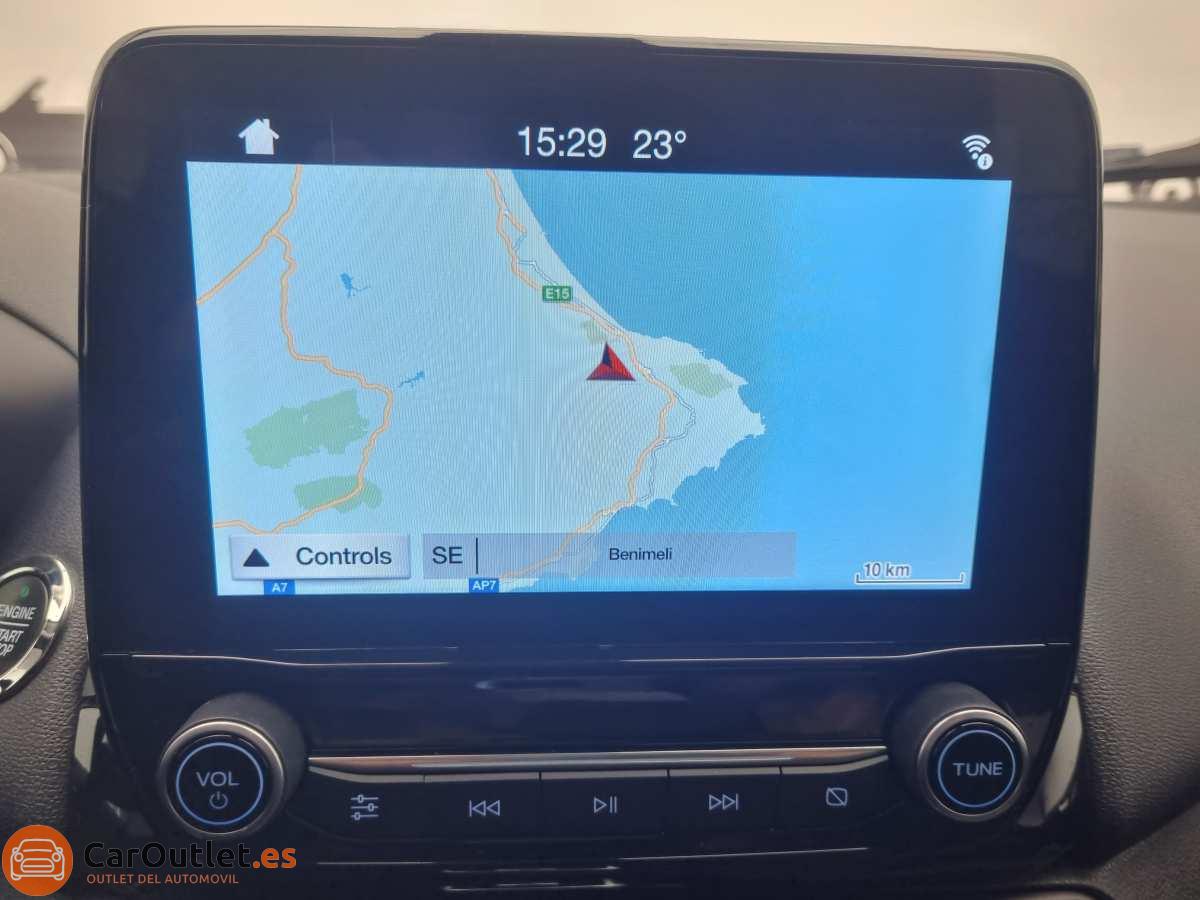 15:29 23°
E15
Controls SE Benimeli
10 km
A7 AP7
ENGINE
START
STOP
VOL
TUNE
CarOutlet.es
OUTLET DEL AUTOMOVIL